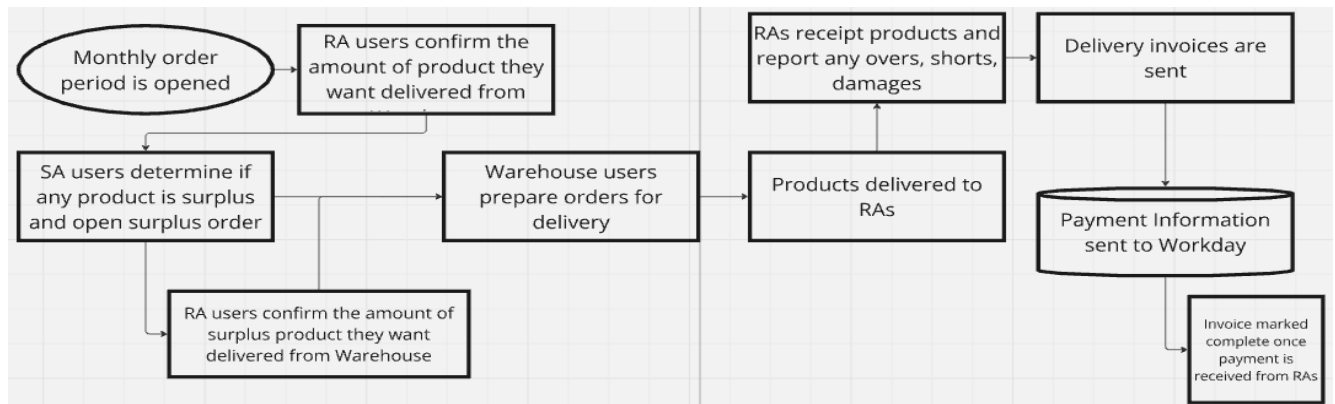 Monthly order
period is opened
RA users confirm the
amount of product they
want delivered from
SA users determine if
any product is surplus
and open surplus order
RA users confirm the amount of
surplus product they want
delivered from Warehouse
Warehouse users
prepare orders for
delivery
Products delivered to
RAs
RAs receipt products and
report any overs, shorts,
damages
Delivery invoices are
sent
Payment Information
sent to Workday
Invoice marked
complete once
payment is
received from RAs